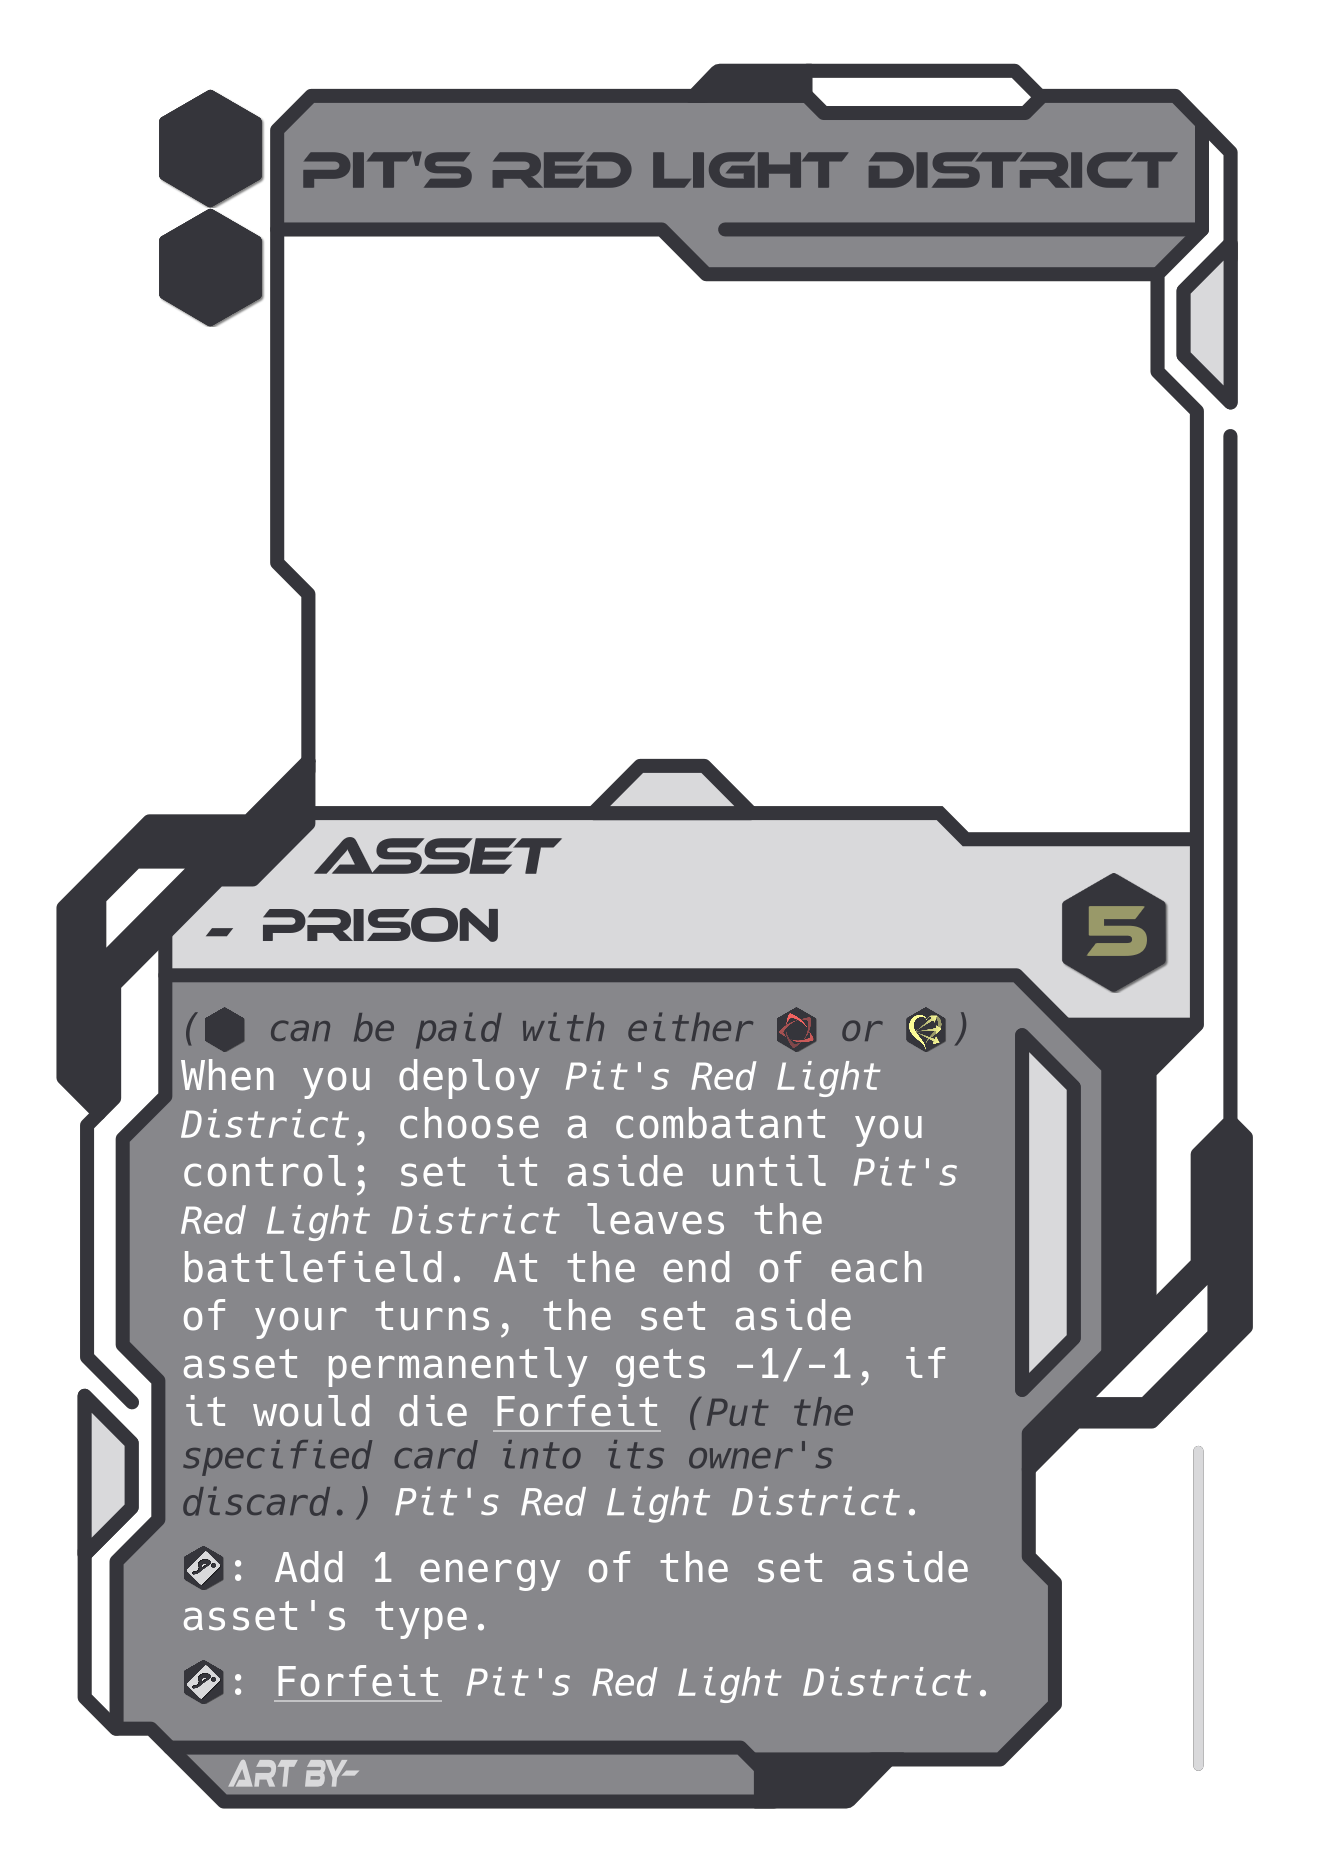 PIT'S RED LIGHT DISTRICT
ASSET
- PRISON
5
( can be paid with either or )
When you deploy Pit's Red Light
District, choose a combatant you
control; set it aside until Pit's
Red Light District leaves the
battlefield. At the end of each
of your turns, the set aside
asset permanently gets -1/-1, if
it would die Forfeit (Put the
specified card into its owner's
discard.) Pit's Red Light District.
: Add 1 energy of the set aside
asset's type.
: Forfeit Pit's Red Light District.
ART BY-